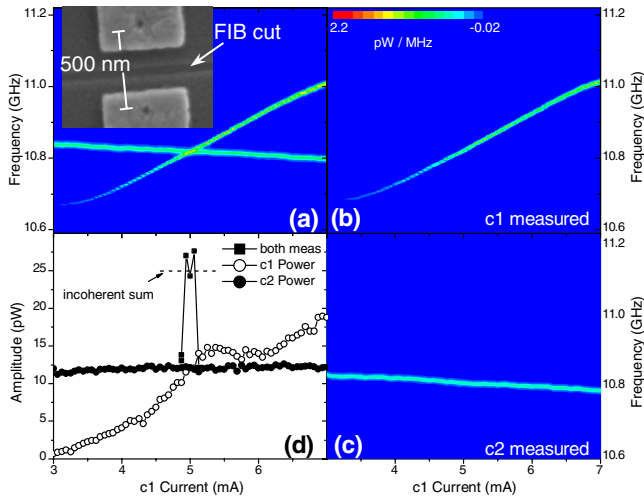 11.2
11.0
10.8
10.6
Frequency (GHz)
500 nm
FIB cut
(a)
2.2
-0.02
pW / MHz
11.2
11.0
10.8
10.6
Frequency (GHz)
(b)
c1 measured
25
20
15
10
5
0
Amplitude (pW)
both meas
c1 Power
c2 Power
incoherent sum
(d)
3
4
5
6
c1 Current (mA)
11.2
11.0
10.8
10.6
Frequency (GHz)
(c)
c2 measured
4
5
6
7
c1 Current (mA)